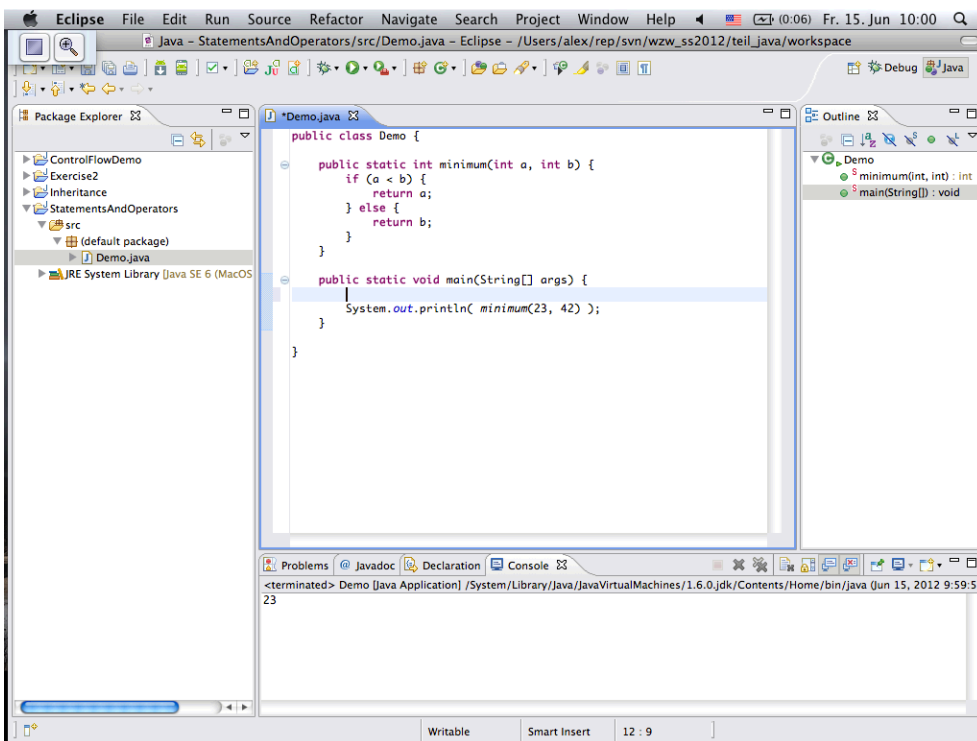 Eclipse File Edit Run Source Refactor Navigate Search Project Window Help (0:06) Fr. 15. Jun 10:00
Java – StatementsAndOperators/src/Demo.java – Eclipse – /Users/alex/rep/svn/wzw_ss2012/teil_java/workspace
Debug Java
Package Explorer
ControlFlowDemo
Exercise2
Inheritance
StatementsAndOperators
src
(default package)
Demo.java
JRE System Library [Java SE 6 (MacOS
*Demo.java
public class Demo {
public static int minimum(int a, int b) {
if (a < b) {
return a;
} else {
return b;
}
}
public static void main(String[] args) {
System.out.println( minimum(23, 42) );
}
}
Outline
Demo
minimum(int, int) : int
main(String[]) : void
Problems @ Javadoc Declaration Console
<terminated> Demo [Java Application] /System/Library/Java/JavaVirtualMachines/1.6.0.jdk/Contents/Home/bin/java (Jun 15, 2012 9:59:5
23
Writable Smart Insert 12 : 9